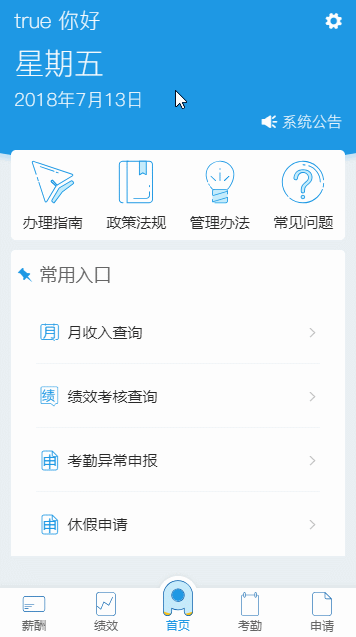 true 你好
星期五
2018年7月13日
系统公告
办理指南 政策法规 管理办法 常见问题
常用入口
月 月收入查询
绩 绩效考核查询
申 考勤异常申报
申 休假申请
薪酬 绩效 首页 考勤 申请